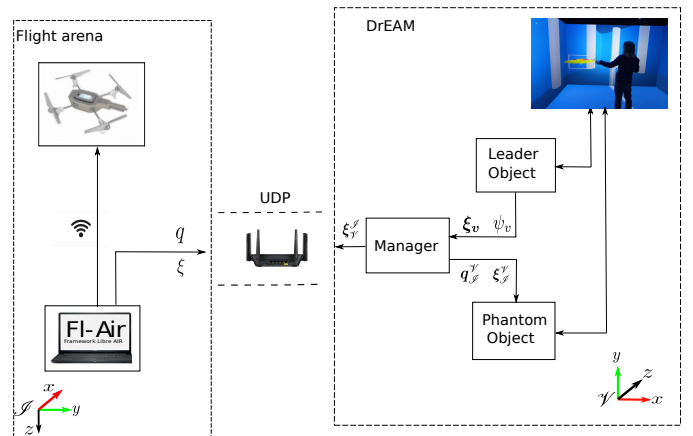 Flight arena
DrEAM
Leader
Object
UDP
q
ξ
ξ_𝒱^ℐ
Manager
ξ_v ψ_v
q_ℐ^𝒱 ξ_ℐ^𝒱
Phantom
Object
Fl-Air
Framework Libre AIR
ℐ
x
y
z
𝒱
y
z
x